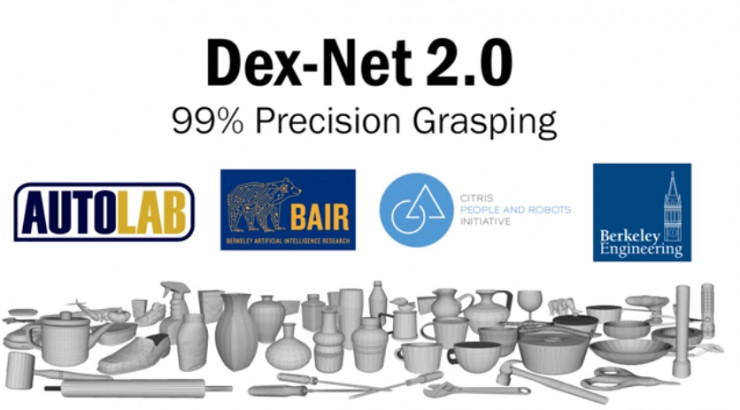 Dex-Net 2.0
99% Precision Grasping
AUTOLAB
BAIR
BERKELEY ARTIFICIAL INTELLIGENCE RESEARCH
CITRIS
PEOPLE AND ROBOTS
INITIATIVE
Berkeley
Engineering